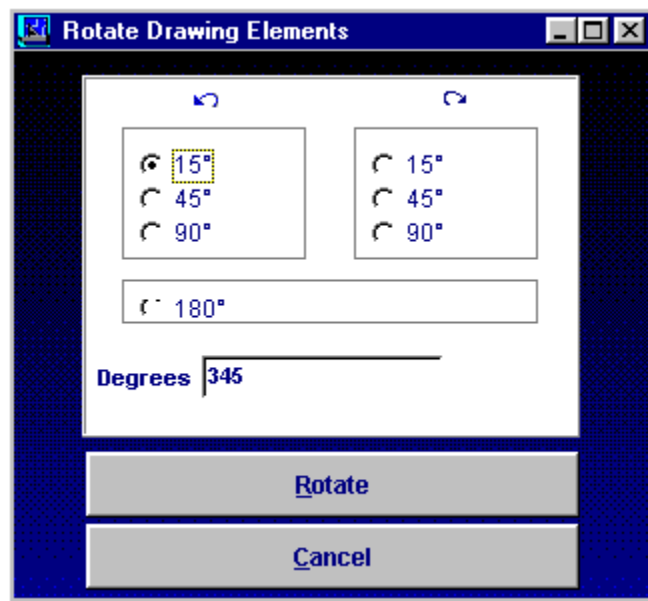 Rotate Drawing Elements
15° 15°
45° 45°
90° 90°
180°
Degrees 345
Rotate
Cancel